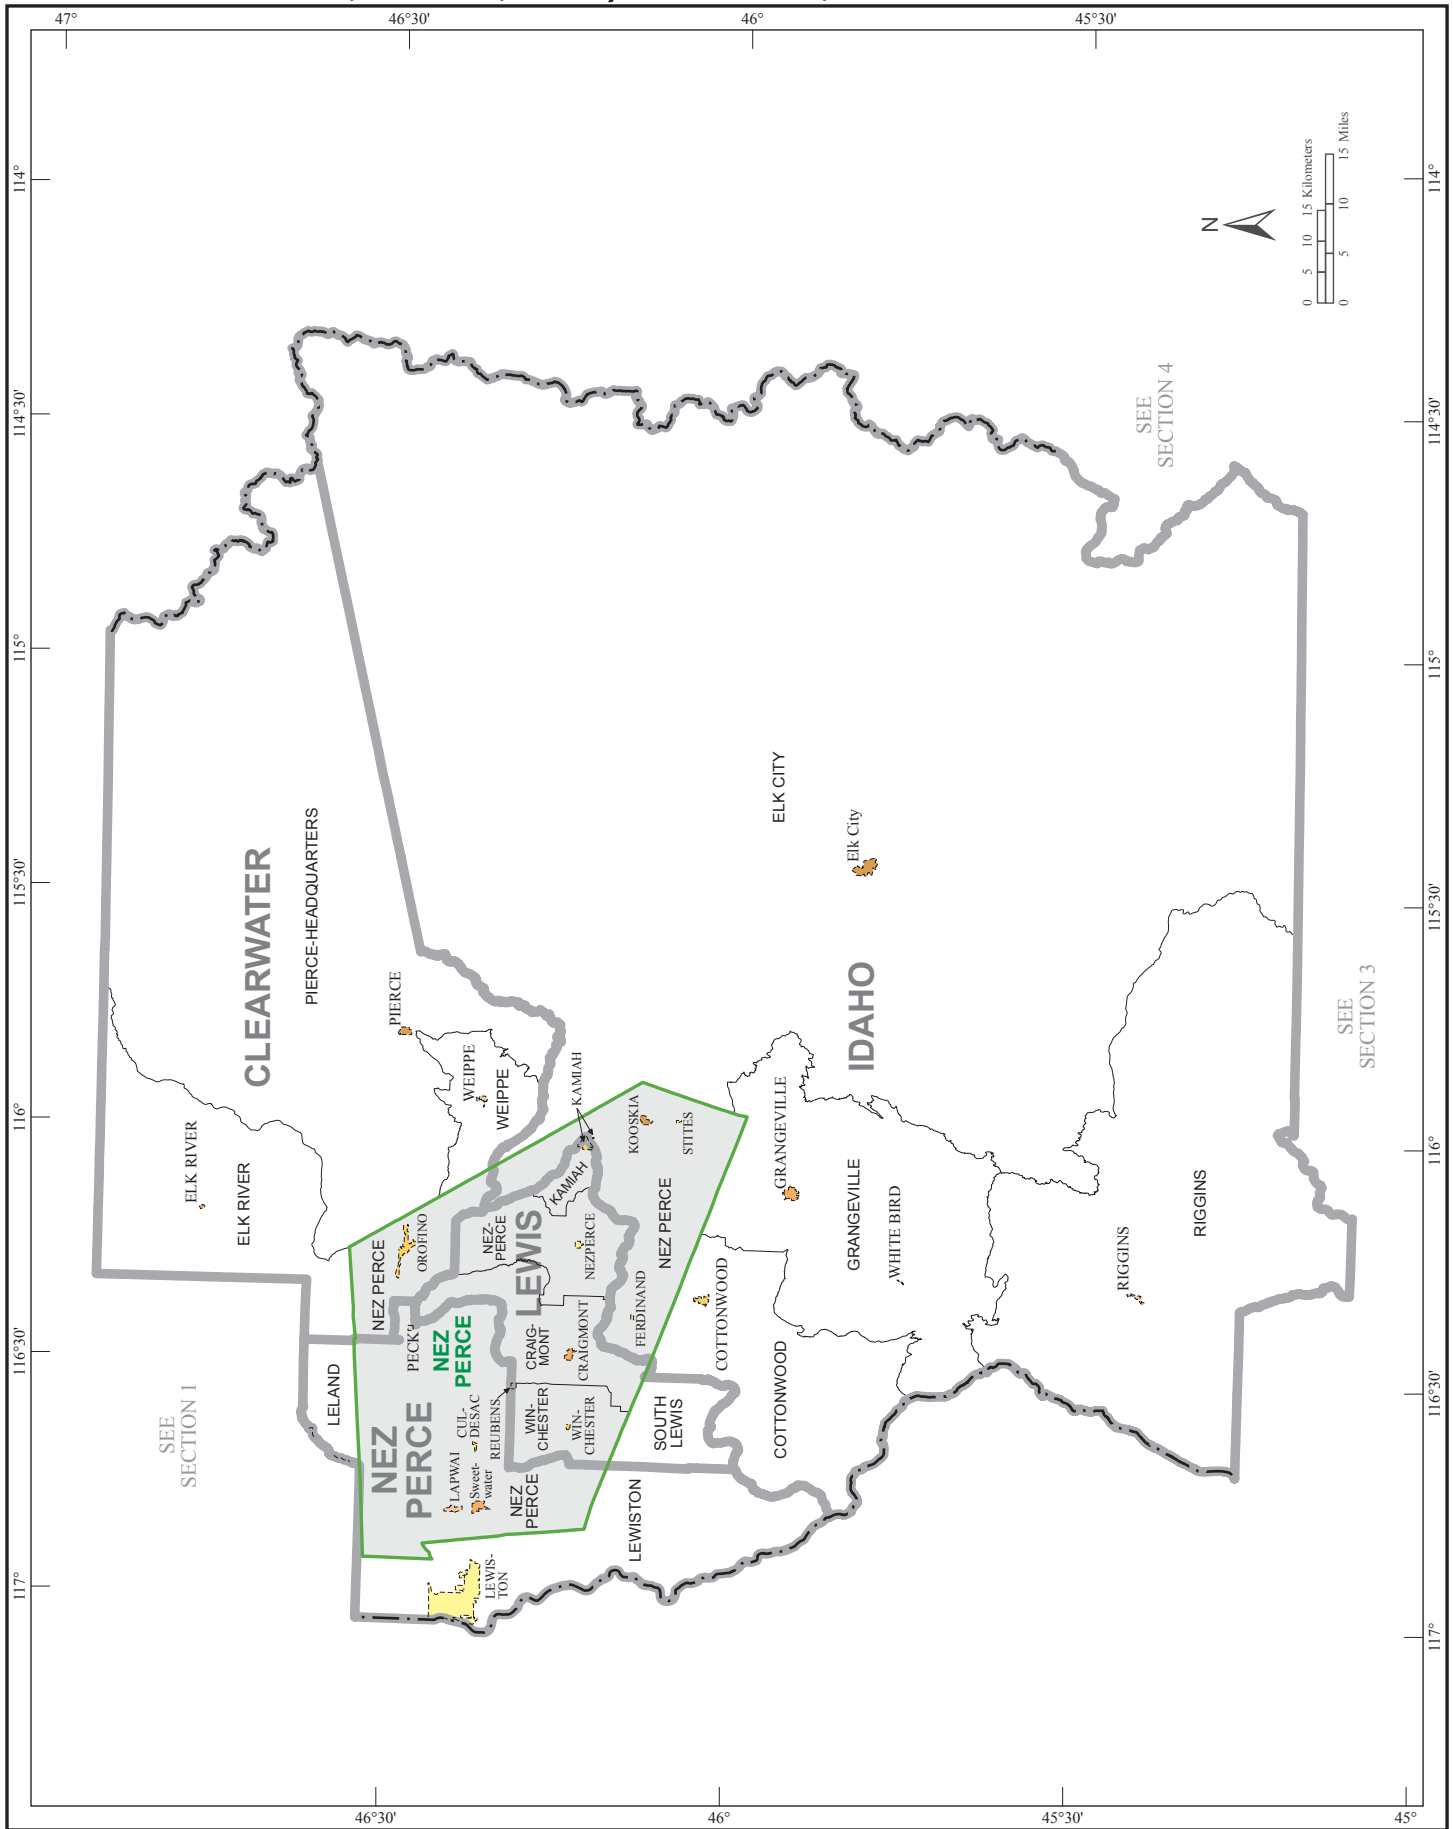 47°
46°30'
46°
45°30'
114°
114°30'
115°
115°30'
116°
116°30'
117°
114°
114°30'
115°
115°30'
116°
116°30'
117°
46°30'
46°
45°30'
45°
N
0 5 10 15 Kilometers
0 5 10 15 Miles
SEE
SECTION 1
SEE
SECTION 4
SEE
SECTION 3
CLEARWATER
PIERCE-HEADQUARTERS
PIERCE
ELK RIVER
ELK RIVER
WEIPPE
WEIPPE
NEZ PERCE
OROFINO
IDAHO
ELK CITY
Elk City
KAMIAH
KAMIAH
KOOSKIA
STITES
NEZ PERCE
GRANGEVILLE
GRANGEVILLE
WHITE BIRD
RIGGINS
RIGGINS
COTTONWOOD
COTTONWOOD
FERDINAND
LEWIS
NEZ-
PERCE
NEZPERCE
CRAIG-
MONT
CRAIGMONT
WIN-
CHESTER
WIN-
CHESTER
REUBENS
SOUTH
LEWIS
NEZ
PERCE
NEZ
PERCE
PECK
LELAND
CUL-
DESAC
LAPWAI
Sweet-
water
NEZ
PERCE
LEWISTON
LEWIS-
TON